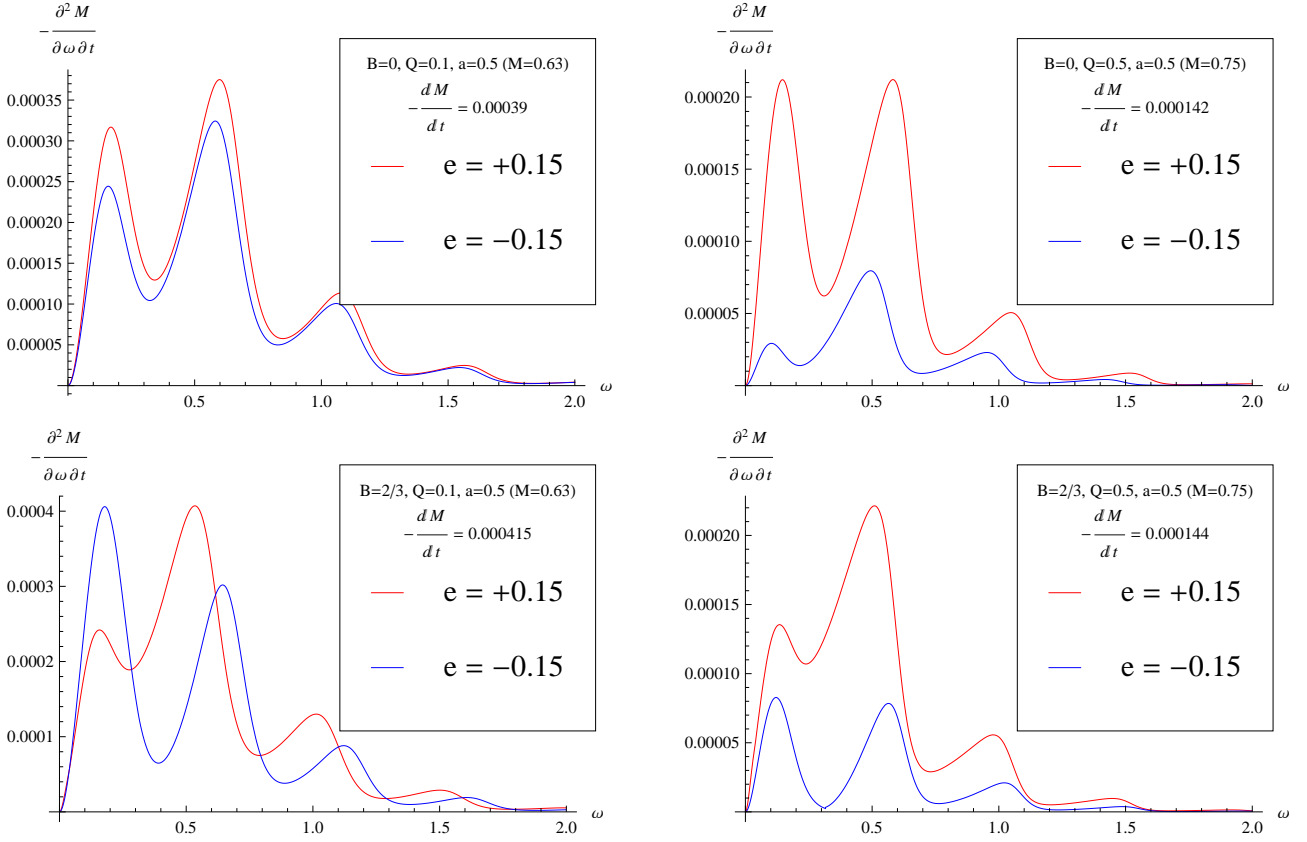 − ∂² M / ∂ω ∂t
B=0, Q=0.1, a=0.5 (M=0.63)
− ⅆM / ⅆt = 0.00039
e = +0.15
e = −0.15
0.00035
0.00030
0.00025
0.00020
0.00015
0.00010
0.00005
0.5 1.0 1.5 2.0 ω
− ∂² M / ∂ω ∂t
B=0, Q=0.5, a=0.5 (M=0.75)
− ⅆM / ⅆt = 0.000142
e = +0.15
e = −0.15
0.00020
0.00015
0.00010
0.00005
0.5 1.0 1.5 2.0 ω
− ∂² M / ∂ω ∂t
B=2/3, Q=0.1, a=0.5 (M=0.63)
− ⅆM / ⅆt = 0.000415
e = +0.15
e = −0.15
0.0004
0.0003
0.0002
0.0001
0.5 1.0 1.5 2.0 ω
− ∂² M / ∂ω ∂t
B=2/3, Q=0.5, a=0.5 (M=0.75)
− ⅆM / ⅆt = 0.000144
e = +0.15
e = −0.15
0.00020
0.00015
0.00010
0.00005
0.5 1.0 1.5 2.0 ω